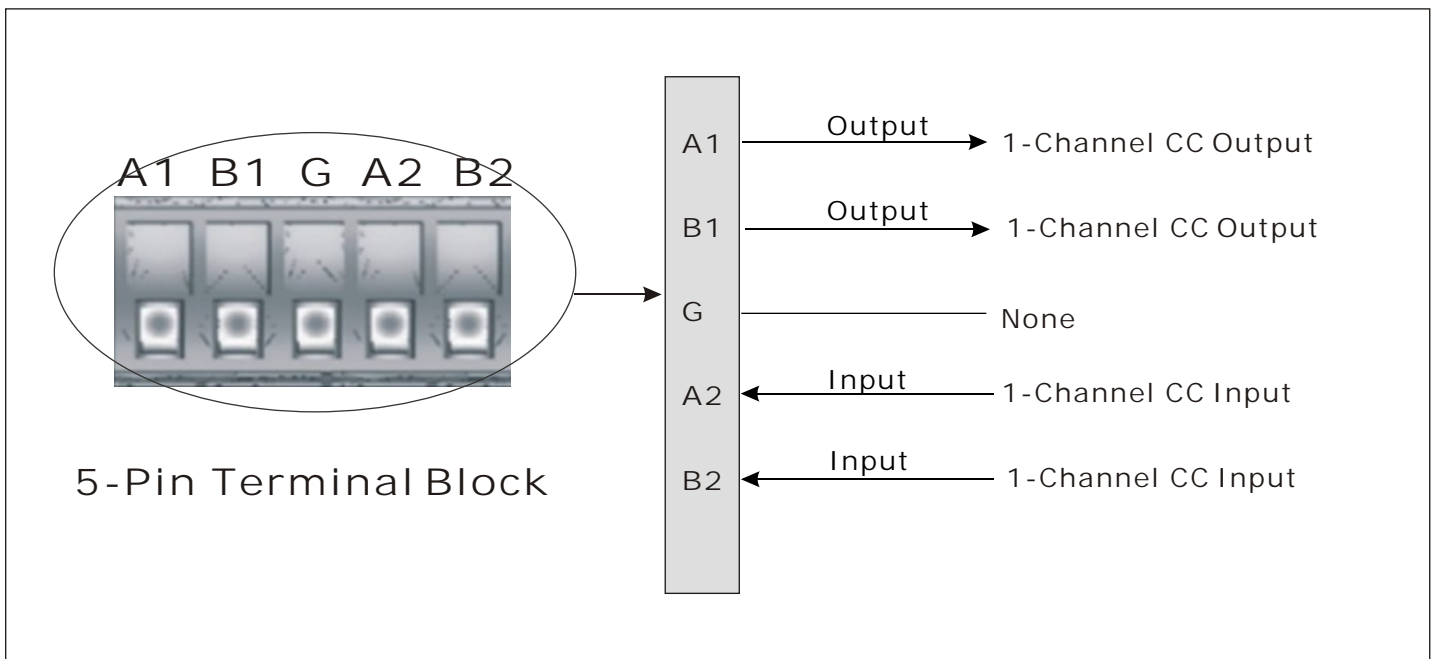 A1 B1 G A2 B2
5-Pin Terminal Block
A1 Output 1-Channel CC Output
B1 Output 1-Channel CC Output
G None
A2 Input 1-Channel CC Input
B2 Input 1-Channel CC Input